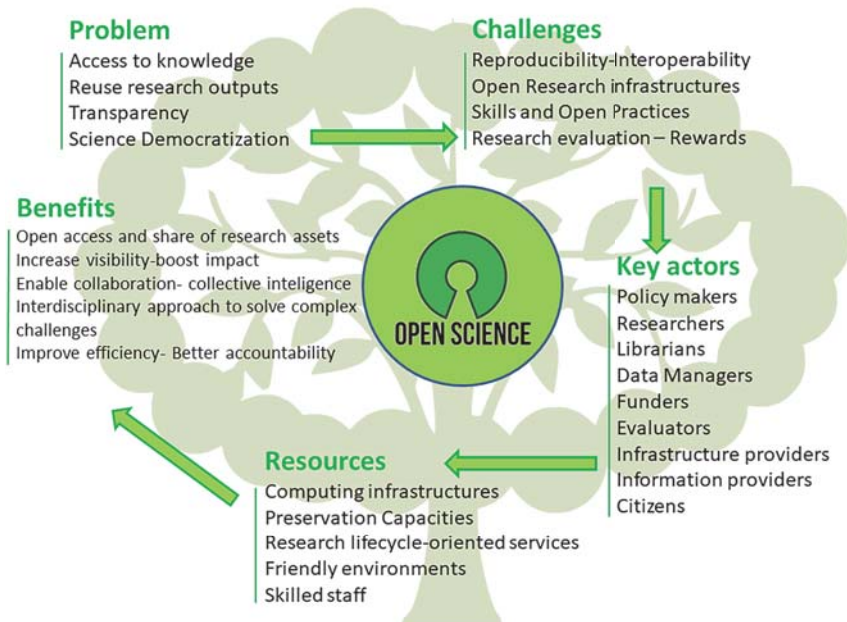 Problem
Access to knowledge
Reuse research outputs
Transparency
Science Democratization
Challenges
Reproducibility-Interoperability
Open Research infrastructures
Skills and Open Practices
Research evaluation – Rewards
Key actors
Policy makers
Researchers
Librarians
Data Managers
Funders
Evaluators
Infrastructure providers
Information providers
Citizens
Resources
Computing infrastructures
Preservation Capacities
Research lifecycle-oriented services
Friendly environments
Skilled staff
Benefits
Open access and share of research assets
Increase visibility-boost impact
Enable collaboration- collective inteligence
Interdisciplinary approach to solve complex
challenges
Improve efficiency- Better accountability
OPEN SCIENCE